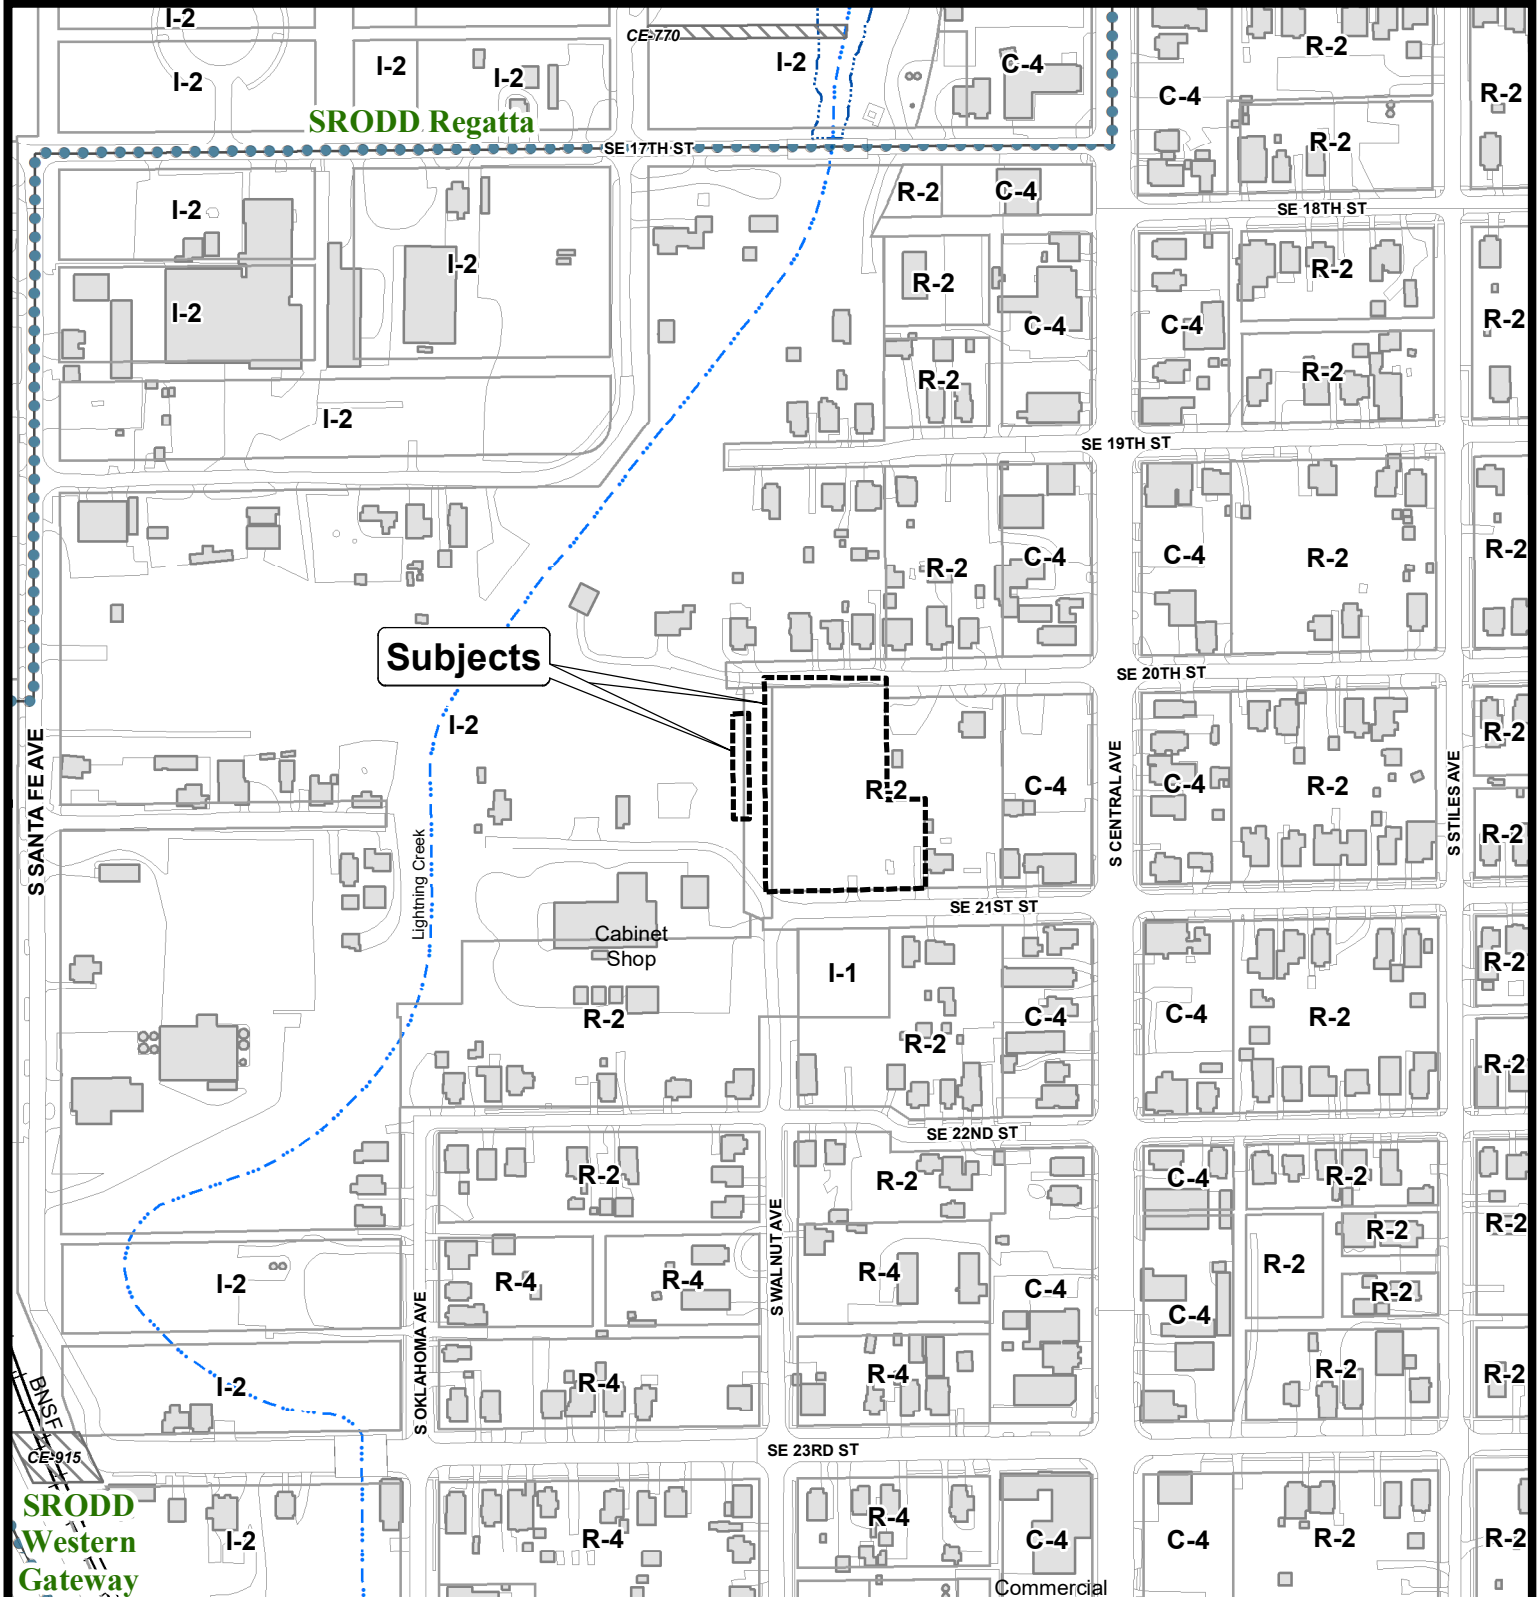 I-2
CE-770
I-2
I-2
I-2
I-2
C-4
R-2
C-4
R-2
SRODD Regatta
R-2
SE 17TH ST
R-2
C-4
SE 18TH ST
I-2
I-2
R-2
R-2
I-2
C-4
C-4
R-2
R-2
R-2
I-2
SE 19TH ST
R-2
C-4
C-4
R-2
R-2
Subjects
SE 20TH ST
I-2
R-2
S SANTA FE AVE
R-2
C-4
S CENTRAL AVE
C-4
R-2
S STILES AVE
R-2
Lightning Creek
SE 21ST ST
Cabinet
Shop
I-1
R-2
R-2
C-4
C-4
R-2
R-2
R-2
SE 22ND ST
R-2
R-2
C-4
R-2
R-2
R-2
S WALNUT AVE
R-4
R-4
R-4
R-2
I-2
C-4
R-2
S OKLAHOMA AVE
C-4
R-4
R-4
R-2
R-2
I-2
BNSF
SE 23RD ST
CE-915
SRODD
Western
Gateway
I-2
R-4
R-4
C-4
C-4
R-2
R-2
Commercial